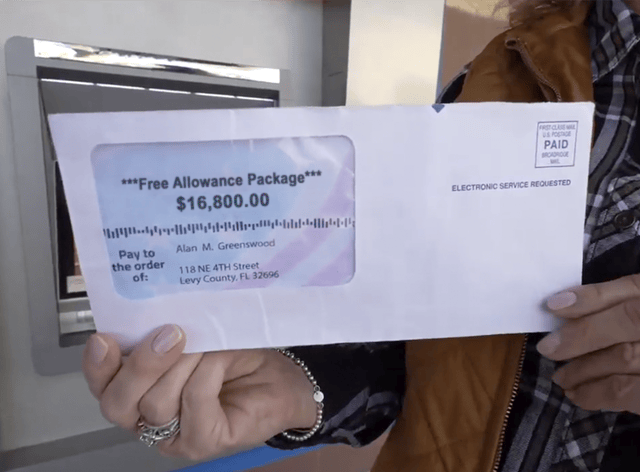 ***Free Allowance Package***
$16,800.00
Alan M. Greenswood
Pay to
the order
of:
118 NE 4TH Street
Levy County, FL 32696
FIRST-CLASS MAIL
U.S. POSTAGE
PAID
MAIL
ELECTRONIC SERVICE REQUESTED